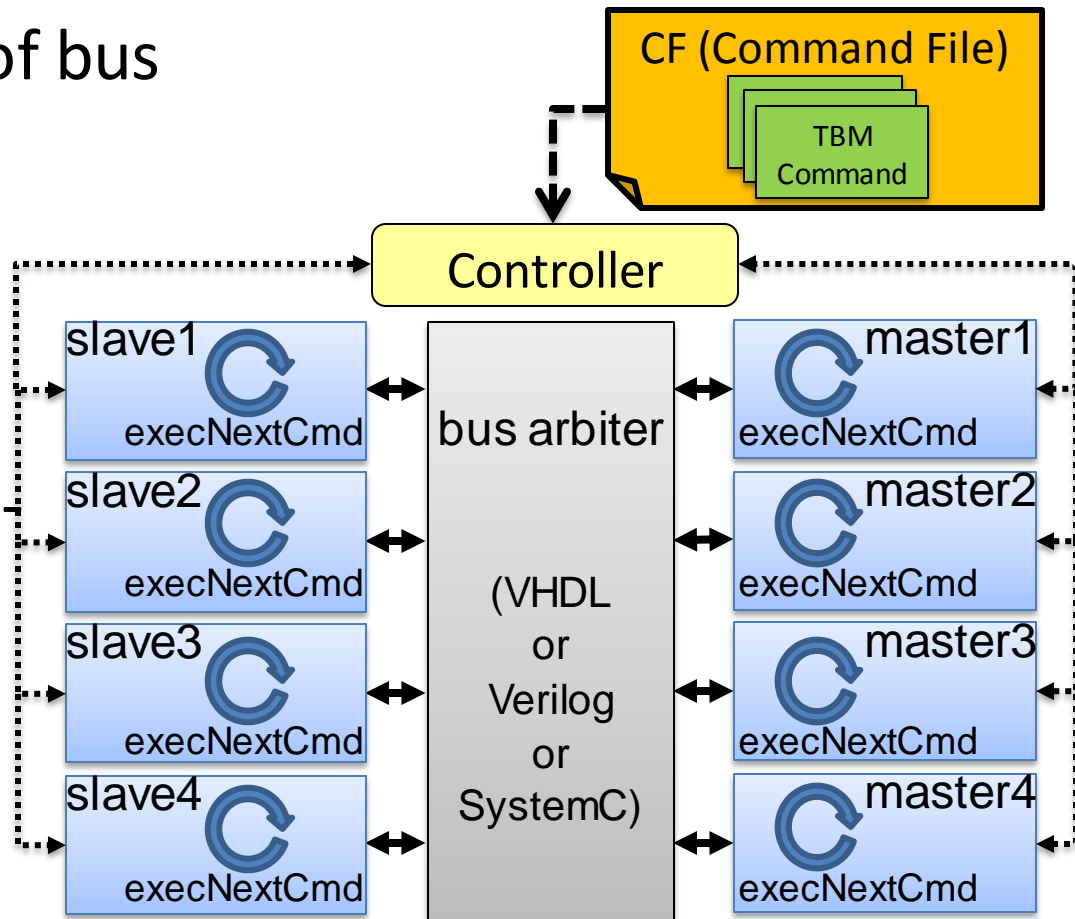 of bus
CF (Command File)
TBM
Command
Controller
slave1
execNextCmd
slave2
execNextCmd
slave3
execNextCmd
slave4
execNextCmd
bus arbiter
(VHDL
or
Verilog
or
SystemC)
master1
execNextCmd
master2
execNextCmd
master3
execNextCmd
master4
execNextCmd